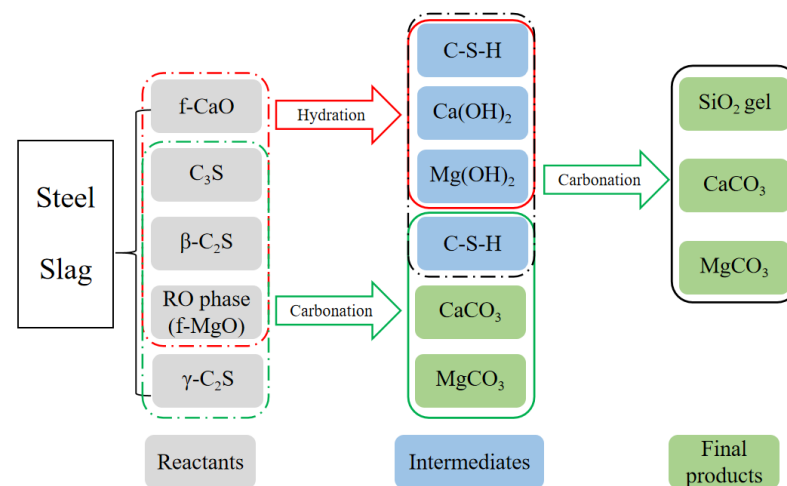 Steel
Slag
f-CaO
C₃S
β-C₂S
RO phase
(f-MgO)
γ-C₂S
Reactants
Hydration
Carbonation
C-S-H
Ca(OH)₂
Mg(OH)₂
C-S-H
CaCO₃
MgCO₃
Intermediates
Carbonation
SiO₂ gel
CaCO₃
MgCO₃
Final
products